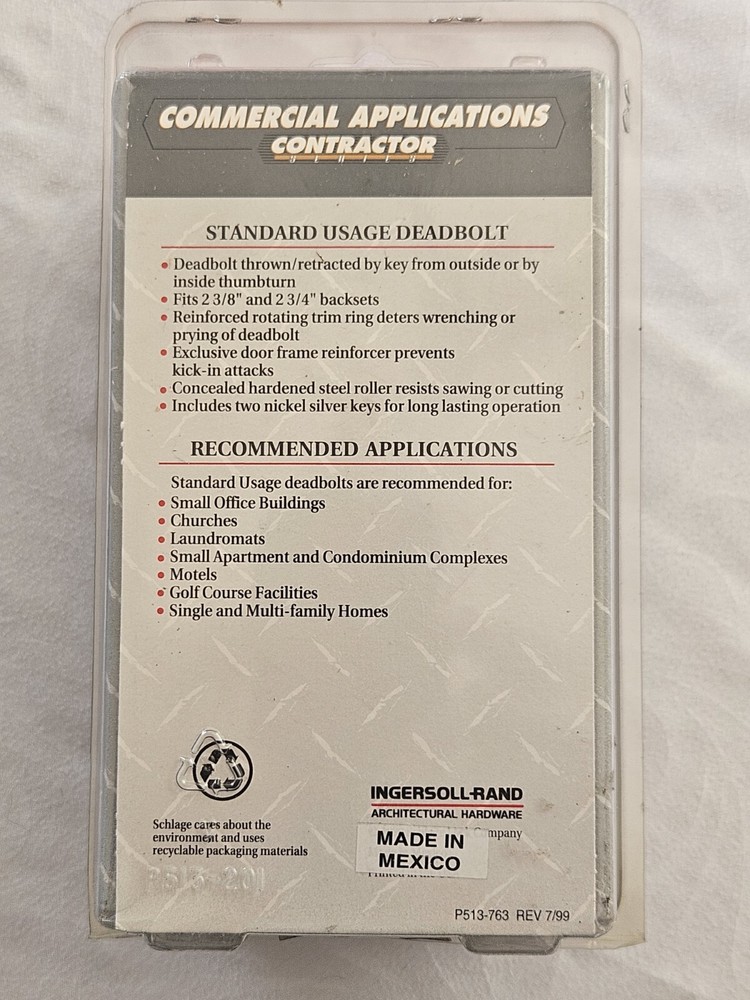 COMMERCIAL APPLICATIONS
CONTRACTOR
STANDARD USAGE DEADBOLT
• Deadbolt thrown/retracted by key from outside or by
inside thumbturn
• Fits 2 3/8" and 2 3/4" backsets
• Reinforced rotating trim ring deters wrenching or
prying of deadbolt
• Exclusive door frame reinforcer prevents
kick-in attacks
• Concealed hardened steel roller resists sawing or cutting
• Includes two nickel silver keys for long lasting operation
RECOMMENDED APPLICATIONS
Standard Usage deadbolts are recommended for:
• Small Office Buildings
• Churches
• Laundromats
• Small Apartment and Condominium Complexes
• Motels
• Golf Course Facilities
• Single and Multi-family Homes
Schlage cares about the
environment and uses
recyclable packaging materials
INGERSOLL-RAND
ARCHITECTURAL HARDWARE
MADE IN
MEXICO
P513-763 REV 7/99